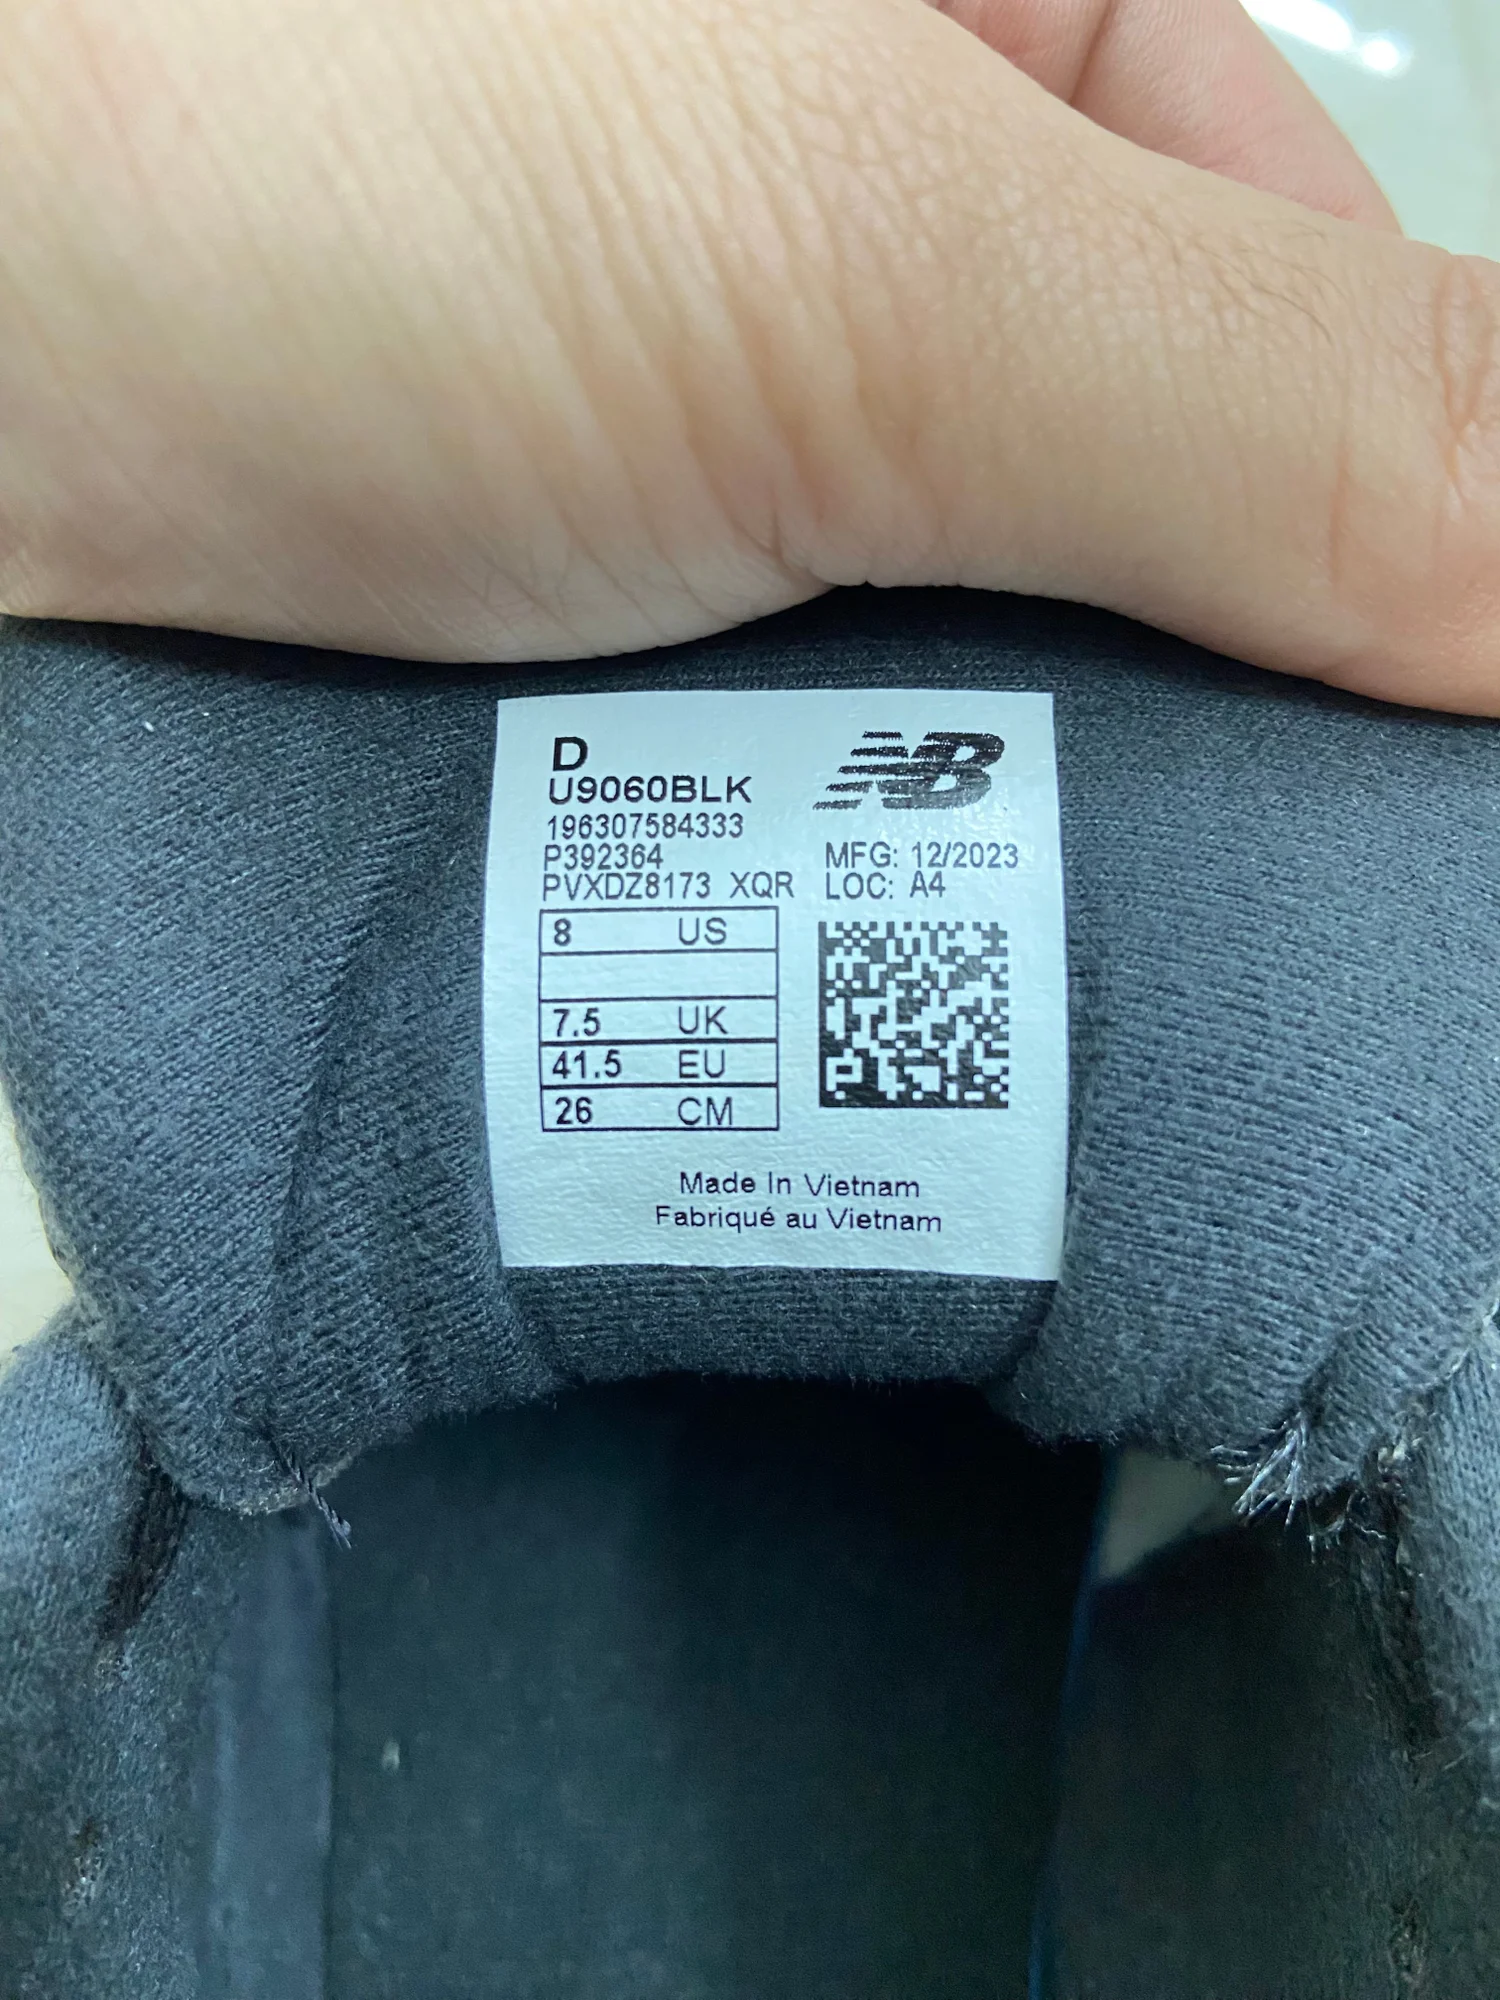 D
NB
U9060BLK
196307584333
P392364
MFG: 12/2023
PVXDZ8173 XQR
LOC: A4
8 US
7.5 UK
41.5 EU
26 CM
Made In Vietnam
Fabriqué au Vietnam